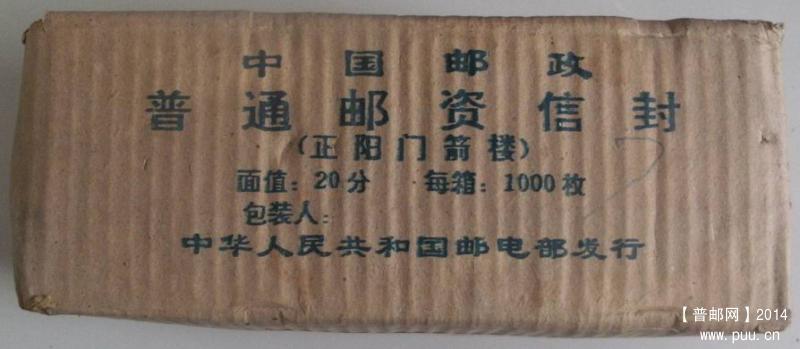 中国邮政
普通邮资信封
(正阳门箭楼)
面值：20分 每箱：1000枚
包装人：
中华人民共和国邮电部发行
【普邮网】2014
www.puu.cn